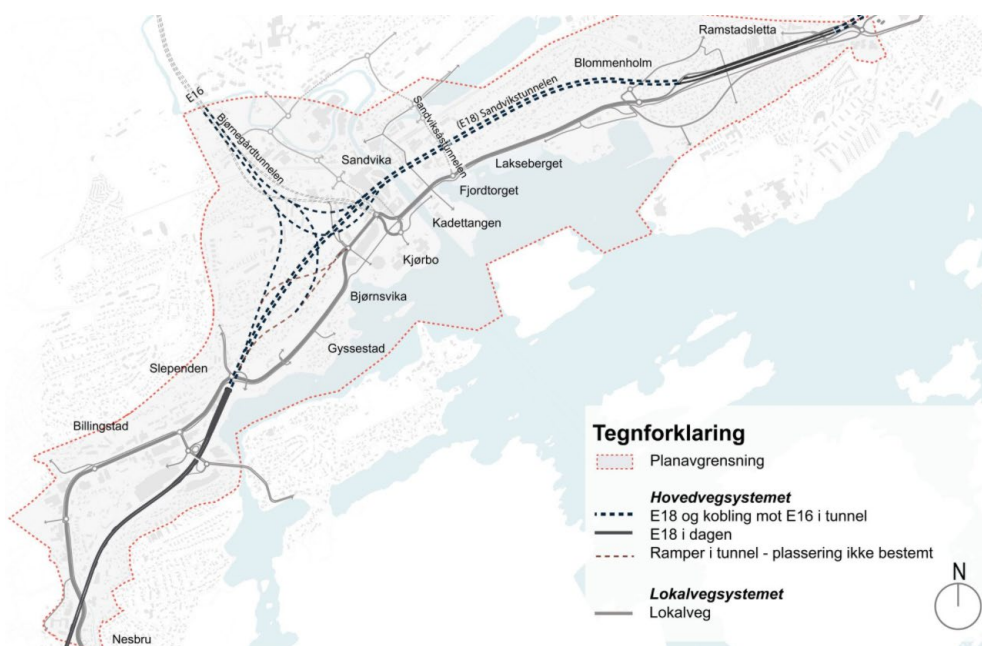 Ramstadsletta
Blommenholm
E16
(E18) Sandvikstunnelen
Sandviksåstunnelen
Bjørnegårdtunnelen
Sandvika
Lakseberget
Fjordtorget
Kadettangen
Kjørbo
Bjørnsvika
Gyssestad
Slependen
Billingstad
Nesbru
Tegnforklaring
Planavgrensning
Hovedvegsystemet
E18 og kobling mot E16 i tunnel
E18 i dagen
Ramper i tunnel - plassering ikke bestemt
Lokalvegsystemet
Lokalveg
N